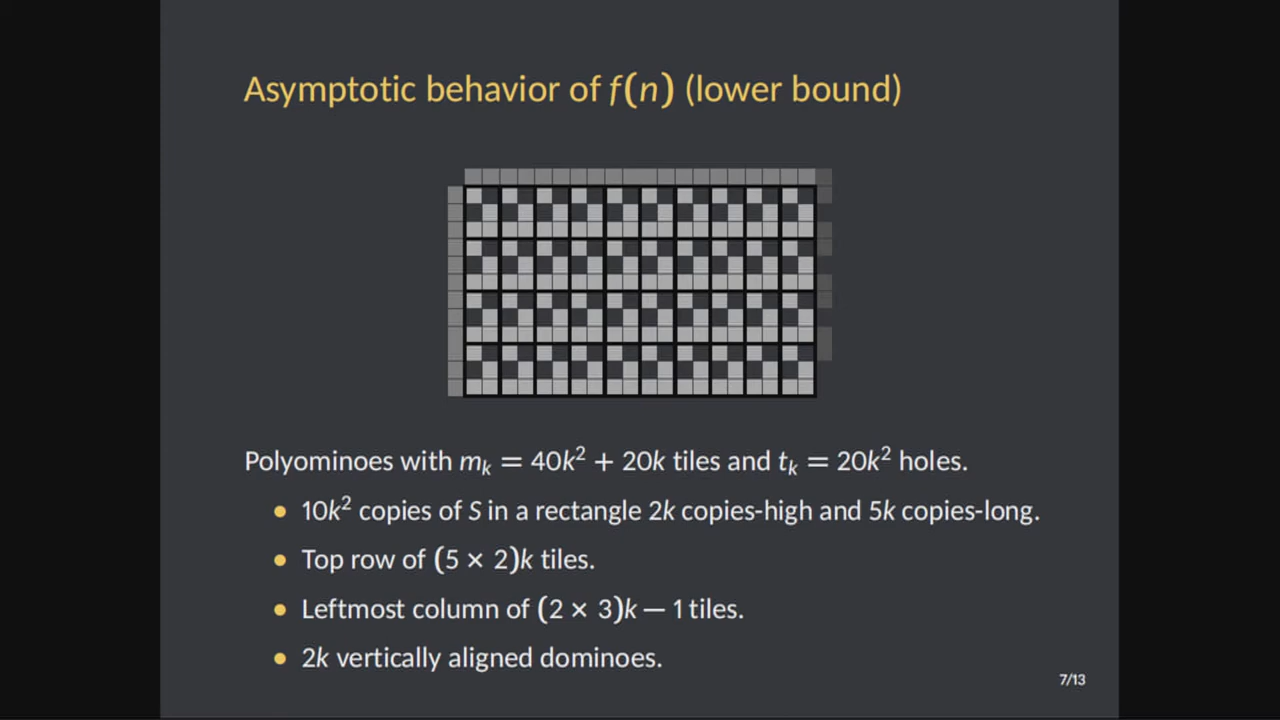 Asymptotic behavior of f(n) (lower bound)
Polyominoes with mₖ = 40k² + 20k tiles and tₖ = 20k² holes.
• 10k² copies of S in a rectangle 2k copies-high and 5k copies-long.
• Top row of (5 × 2)k tiles.
• Leftmost column of (2 × 3)k — 1 tiles.
• 2k vertically aligned dominoes.
7/13